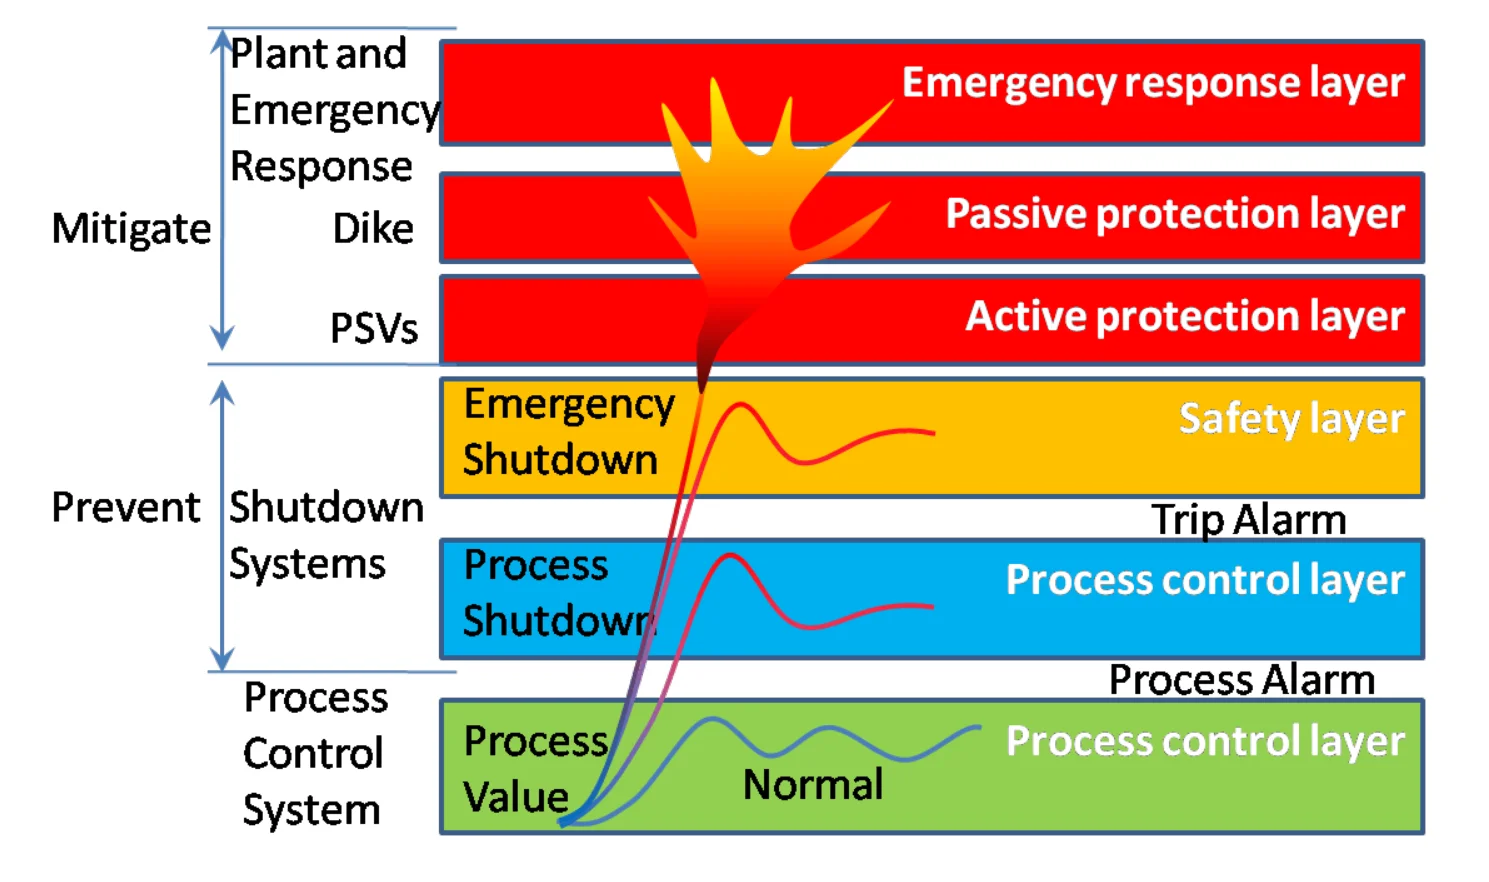 Plant and
Emergency
Response
Emergency response layer
Mitigate
Dike
Passive protection layer
PSVs
Active protection layer
Emergency
Shutdown
Safety layer
Prevent
Shutdown
Systems
Trip Alarm
Process
Shutdown
Process control layer
Process Alarm
Process
Control
System
Process
Value
Normal
Process control layer